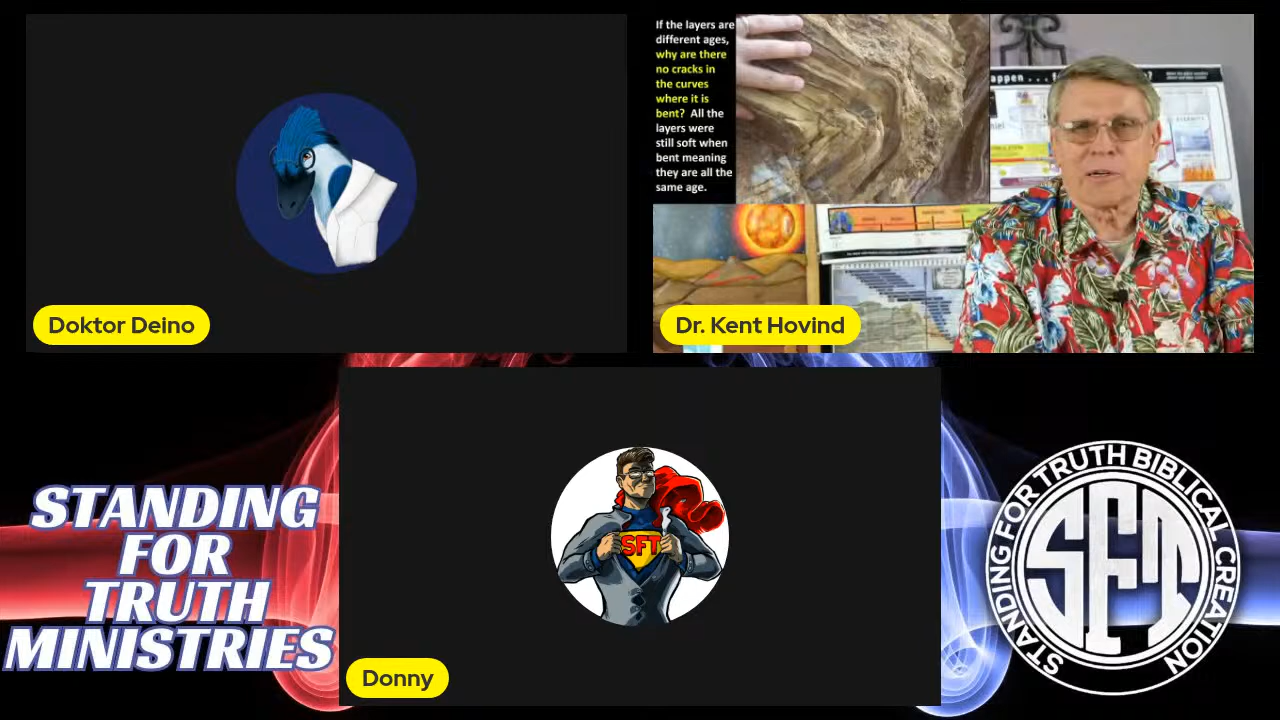 If the layers are
different ages,
why are there
no cracks in
the curves
where it is
bent? All the
layers were
still soft when
bent meaning
they are all the
same age.
appen . . .
?
Doktor Deino
Dr. Kent Hovind
SFT
STANDING
FOR
TRUTH
MINISTRIES
STANDING FOR TRUTH BIBLICAL CREATION
SFT
Donny